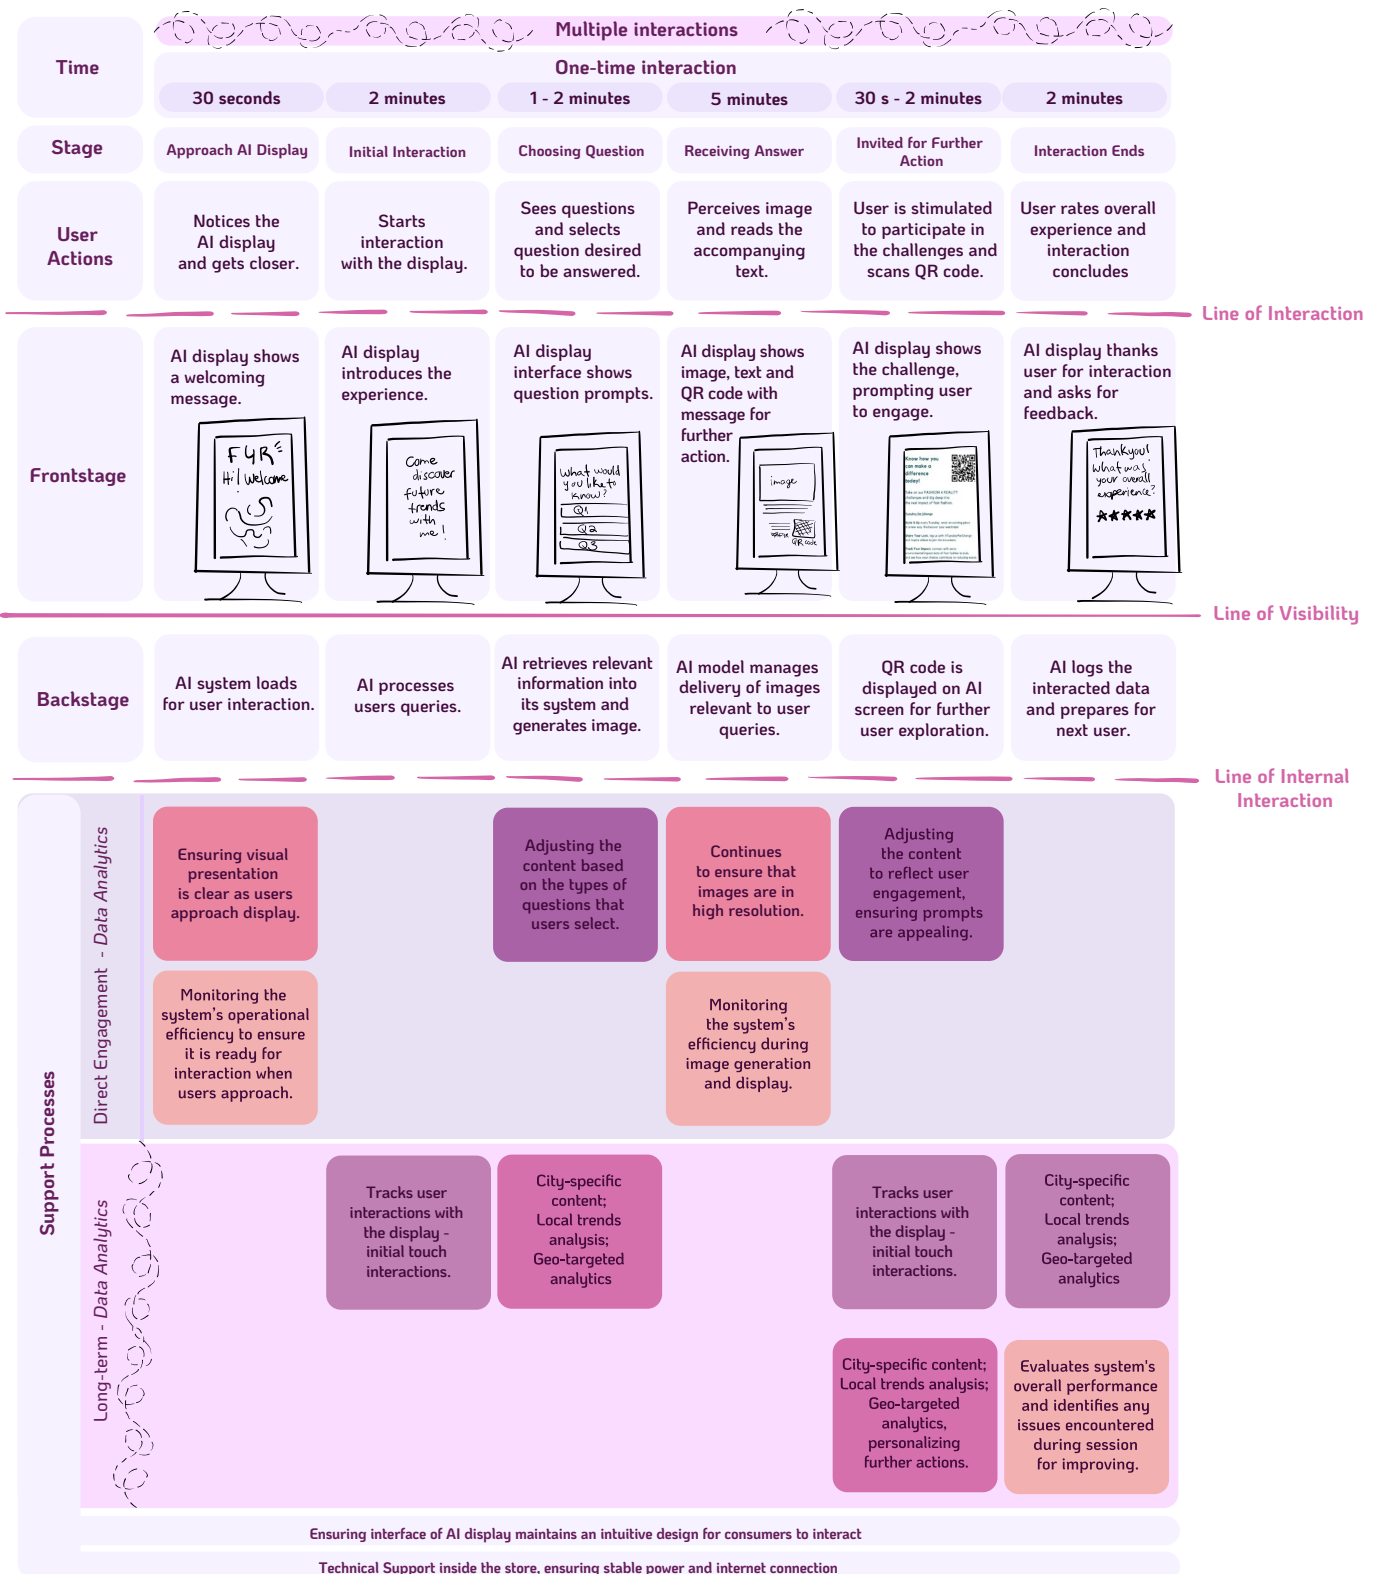 Multiple interactions
Time
One-time interaction
30 seconds
2 minutes
1 - 2 minutes
5 minutes
30 s - 2 minutes
2 minutes
Stage
Approach AI Display
Initial Interaction
Choosing Question
Receiving Answer
Invited for Further
Action
Interaction Ends
User
Actions
Notices the
AI display
and gets closer.
Starts
interaction
with the display.
Sees questions
and selects
question desired
to be answered.
Perceives image
and reads the
accompanying
text.
User is stimulated
to participate in
the challenges and
scans QR code.
User rates overall
experience and
interaction
concludes
Line of Interaction
Frontstage
AI display shows
a welcoming
message.
FYR
Hi! Welcome
AI display
introduces the
experience.
Come
discover
future
trends
with
me!
AI display
interface shows
question prompts.
What would
you like to
know?
Q1
Q2
Q3
AI display shows
image, text and
QR code with
message for
further
action.
image
QR code
AI display shows
the challenge,
prompting user
to engage.
Know how you
can make a
difference
today!
AI display thanks
user for interaction
and asks for
feedback.
Thankyou!
What was
your overall
experience?
Line of Visibility
Backstage
AI system loads
for user interaction.
AI processes
users queries.
AI retrieves relevant
information into
its system and
generates image.
AI model manages
delivery of images
relevant to user
queries.
QR code is
displayed on AI
screen for further
user exploration.
AI logs the
interacted data
and prepares for
next user.
Line of Internal
Interaction
Support Processes
Direct Engagement - Data Analytics
Ensuring visual
presentation
is clear as users
approach display.
Adjusting the
content based
on the types of
questions that
users select.
Continues
to ensure that
images are in
high resolution.
Adjusting
the content
to reflect user
engagement,
ensuring prompts
are appealing.
Monitoring the
system's operational
efficiency to ensure
it is ready for
interaction when
users approach.
Monitoring
the system's
efficiency during
image generation
and display.
Long-term - Data Analytics
Tracks user
interactions with
the display -
initial touch
interactions.
City-specific
content;
Local trends
analysis;
Geo-targeted
analytics
Tracks user
interactions with
the display -
initial touch
interactions.
City-specific
content;
Local trends
analysis;
Geo-targeted
analytics
City-specific content;
Local trends analysis;
Geo-targeted
analytics,
personalizing
further actions.
Evaluates system's
overall performance
and identifies any
issues encountered
during session
for improving.
Ensuring interface of AI display maintains an intuitive design for consumers to interact
Technical Support inside the store, ensuring stable power and internet connection